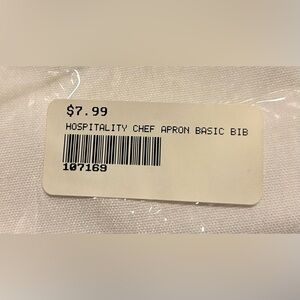 $7.99
HOSPITALITY CHEF APRON BASIC BIB
107169